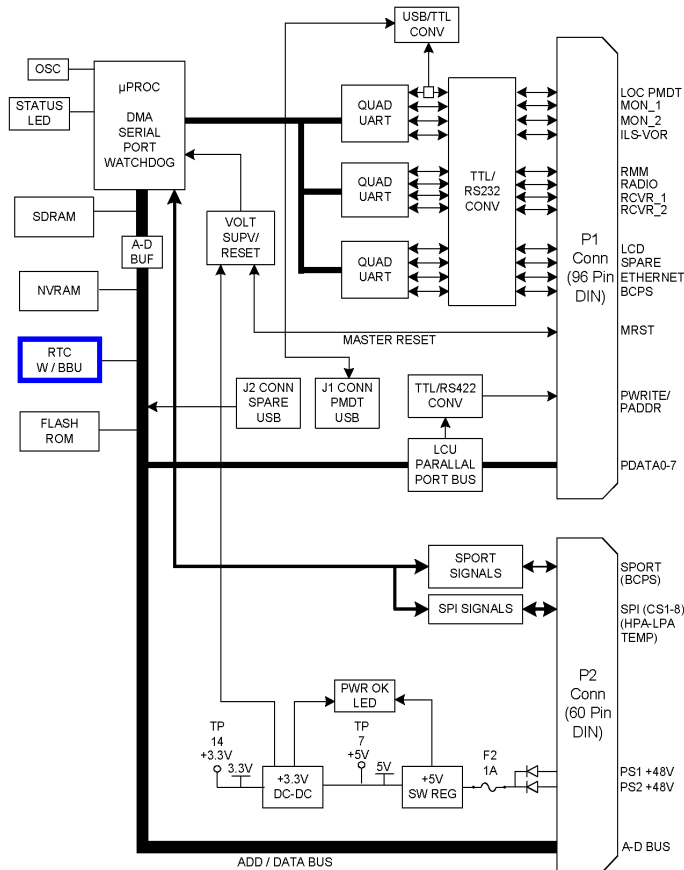 USB/TTL
CONV
OSC
STATUS
LED
µPROC
DMA
SERIAL
PORT
WATCHDOG
QUAD
UART
QUAD
UART
QUAD
UART
TTL/
RS232
CONV
P1
Conn
(96 Pin
DIN)
LOC PMDT
MON_1
MON_2
ILS-VOR
RMM
RADIO
RCVR_1
RCVR_2
LCD
SPARE
ETHERNET
BCPS
MRST
PWRITE/
PADDR
PDATA0-7
SDRAM
A-D
BUF
VOLT
SUPV/
RESET
NVRAM
MASTER RESET
RTC
W / BBU
J2 CONN
SPARE
USB
J1 CONN
PMDT
USB
TTL/RS422
CONV
FLASH
ROM
LCU
PARALLAL
PORT BUS
SPORT
SIGNALS
SPI SIGNALS
SPORT
(BCPS)
SPI (CS1-8)
(HPA-LPA
TEMP)
P2
Conn
(60 Pin
DIN)
PWR OK
LED
TP
14
+3.3V
3.3V
+3.3V
DC-DC
TP
7
+5V
5V
+5V
SW REG
F2
1A
PS1 +48V
PS2 +48V
A-D BUS
ADD / DATA BUS